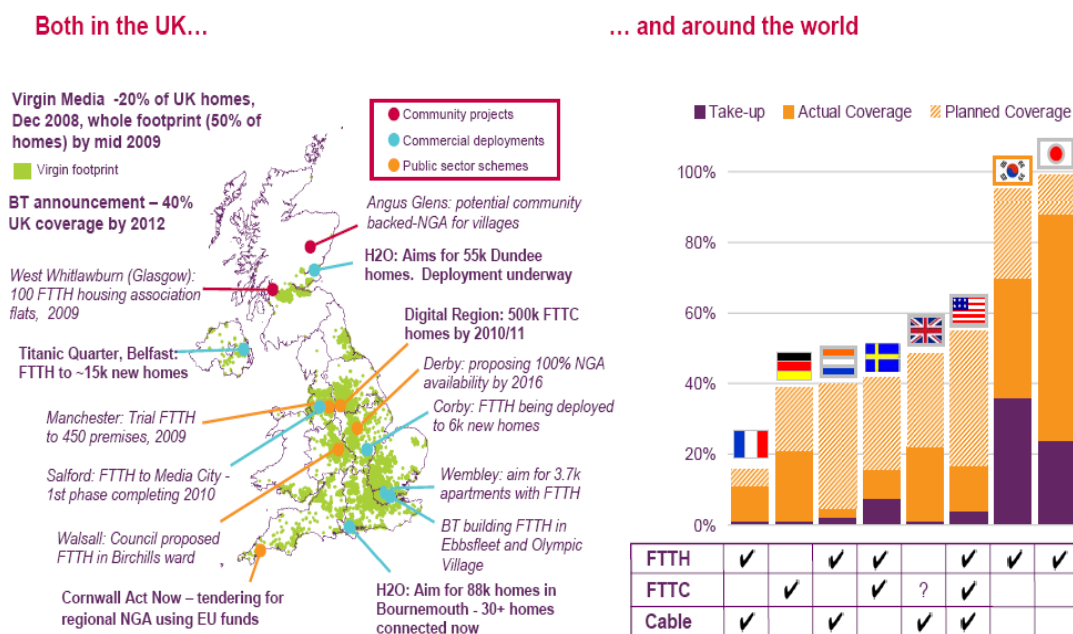 Both in the UK…
… and around the world
Virgin Media -20% of UK homes,
Dec 2008, whole footprint (50% of
homes) by mid 2009
Virgin footprint
BT announcement – 40%
UK coverage by 2012
Community projects
Commercial deployments
Public sector schemes
Angus Glens: potential community
backed-NGA for villages
H2O: Aims for 55k Dundee
homes. Deployment underway
West Whitlawburn (Glasgow):
100 FTTH housing association
flats, 2009
Digital Region: 500k FTTC
homes by 2010/11
Titanic Quarter, Belfast:
FTTH to ~15k new homes
Derby: proposing 100% NGA
availability by 2016
Manchester: Trial FTTH
to 450 premises, 2009
Corby: FTTH being deployed
to 6k new homes
Salford: FTTH to Media City -
1st phase completing 2010
Wembley: aim for 3.7k
apartments with FTTH
Walsall: Council proposed
FTTH in Birchills ward
BT building FTTH in
Ebbsfleet and Olympic
Village
Cornwall Act Now – tendering for
regional NGA using EU funds
H2O: Aim for 88k homes in
Bournemouth - 30+ homes
connected now
Take-up Actual Coverage Planned Coverage
100%
80%
60%
40%
20%
0%
FTTH ✓ ✓ ✓ ✓ ✓ ✓
FTTC ✓ ✓ ? ✓
Cable ✓ ✓ ✓ ✓